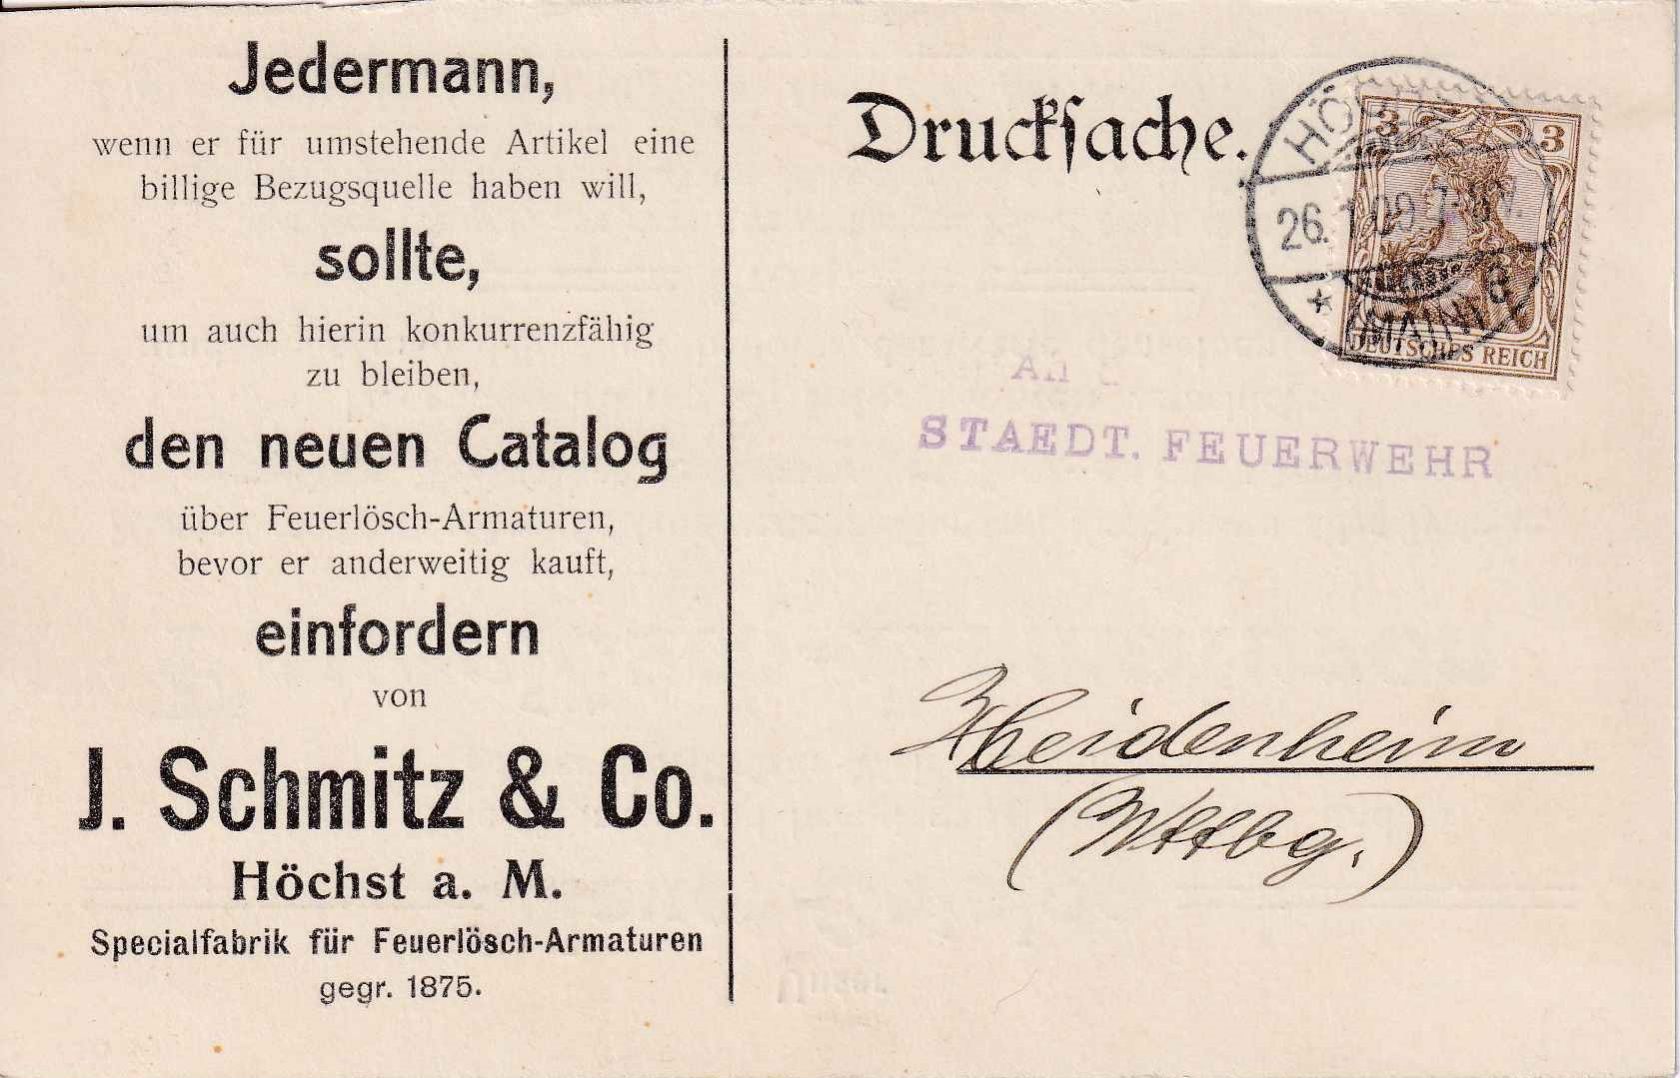 Jedermann,
wenn er für umstehende Artikel eine
billige Bezugsquelle haben will,
sollte,
um auch hierin konkurrenzfähig
zu bleiben,
den neuen Catalog
über Feuerlösch-Armaturen,
bevor er anderweitig kauft,
einfordern
von
J. Schmitz & Co.
Höchst a. M.
Specialfabrik für Feuerlösch-Armaturen
gegr. 1875.
Druckſache.
3 3
DEUTSCHES REICH
26. 1.
(MAIN)
An
STAEDT. FEUERWEHR
Heidenheim
(Wttbg.)